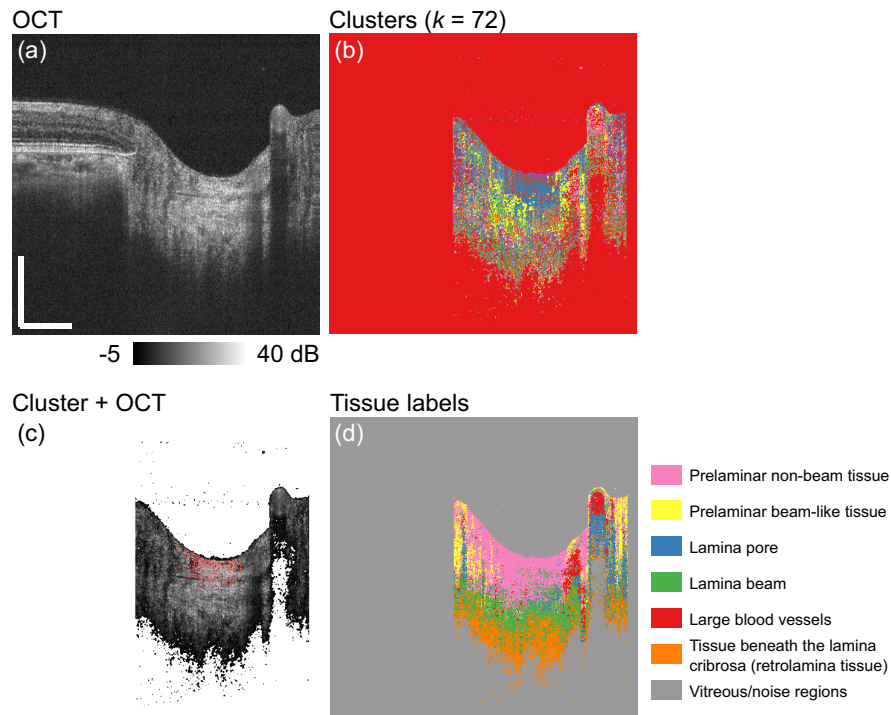 OCT
Clusters (k = 72)
(a)
(b)
-5
40 dB
Cluster + OCT
Tissue labels
(c)
(d)
Prelaminar non-beam tissue
Prelaminar beam-like tissue
Lamina pore
Lamina beam
Large blood vessels
Tissue beneath the lamina
cribrosa (retrolamina tissue)
Vitreous/noise regions